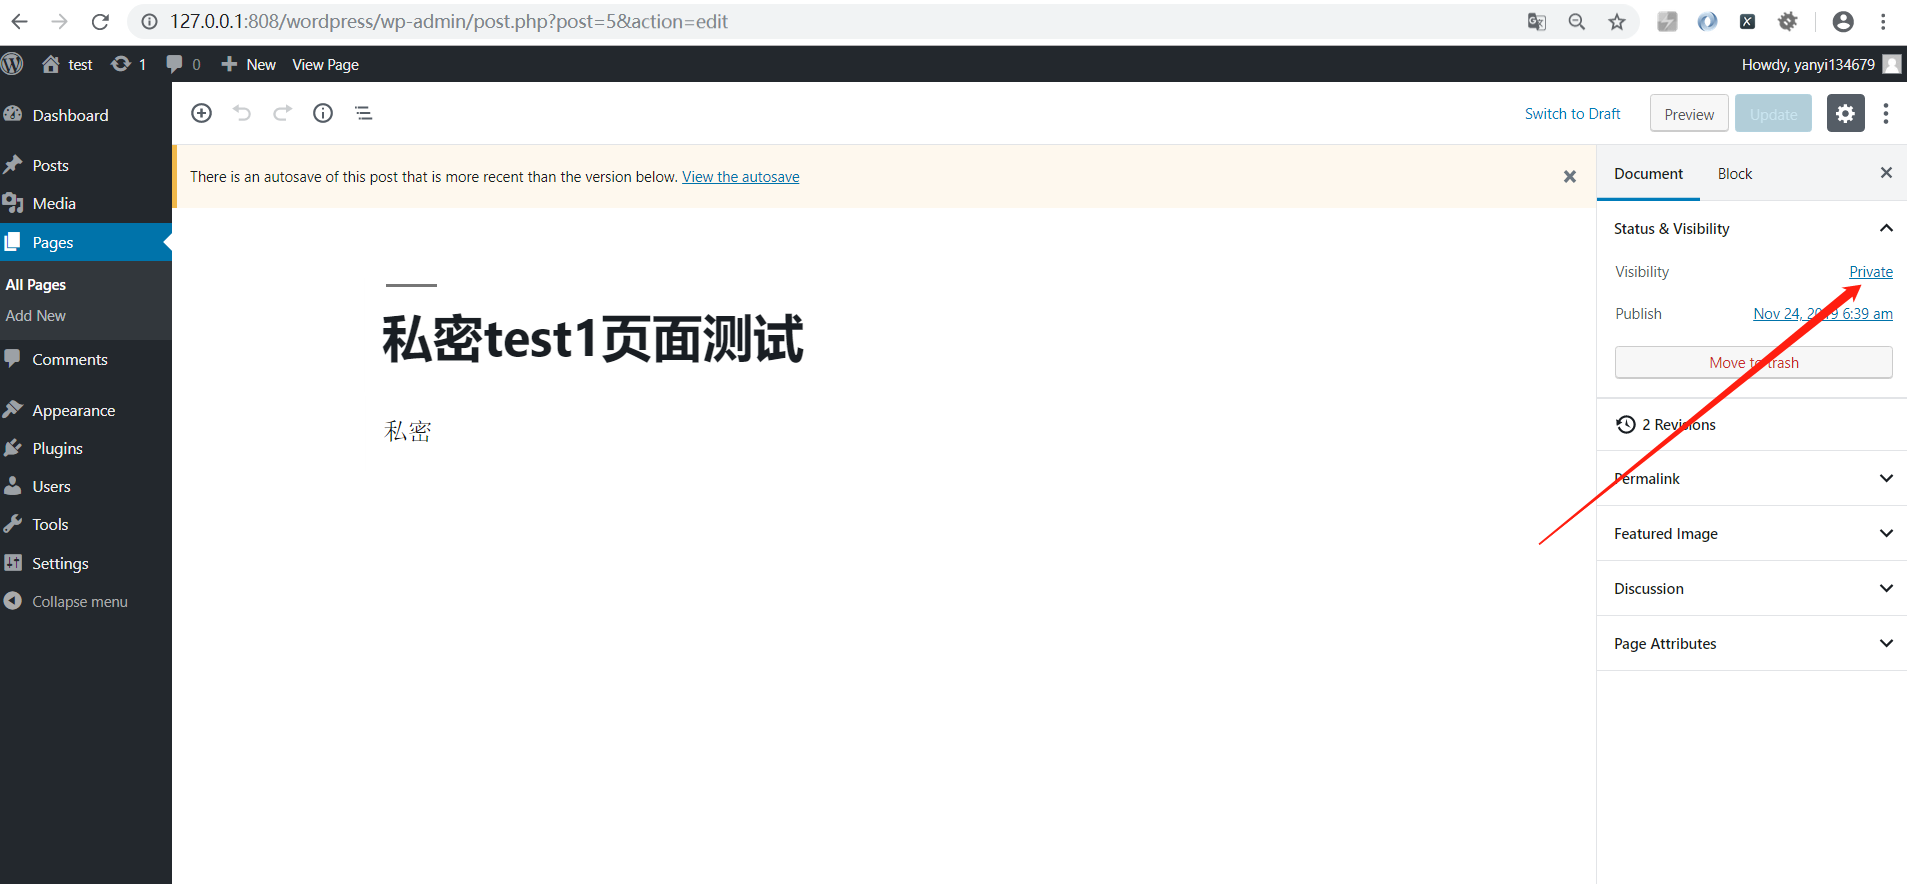 127.0.0.1:808/wordpress/wp-admin/post.php?post=5&action=edit
test 1 0 New View Page Howdy, yanyi134679
Dashboard
Posts
Media
Pages
All Pages
Add New
Comments
Appearance
Plugins
Users
Tools
Settings
Collapse menu
Switch to Draft Preview Update
There is an autosave of this post that is more recent than the version below. View the autosave
私密test1页面测试
私密
Document Block
Status & Visibility
Visibility Private
Publish Nov 24, 2019 6:39 am
Move to trash
2 Revisions
Permalink
Featured Image
Discussion
Page Attributes